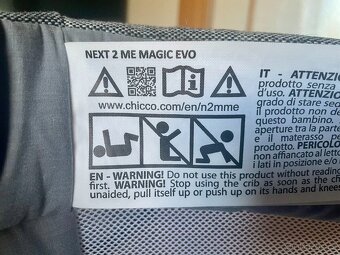 NEXT 2 ME MAGIC EVO
www.chicco.com/en/n2mme
EN - WARNING! Do not use this product without reading
first. WARNING! Stop using the crib as soon as the c
unaided, pull itself up or push up on its hands and knees
IT - ATTENZIO
prodotto senza
d'uso. ATTENZION
grado di stare sed
il prodotto non de
questo bambino.
aperture tra la parte
e il materasso pe
PERICOLO
non affiancato al letto
i lati in posizione e/o c